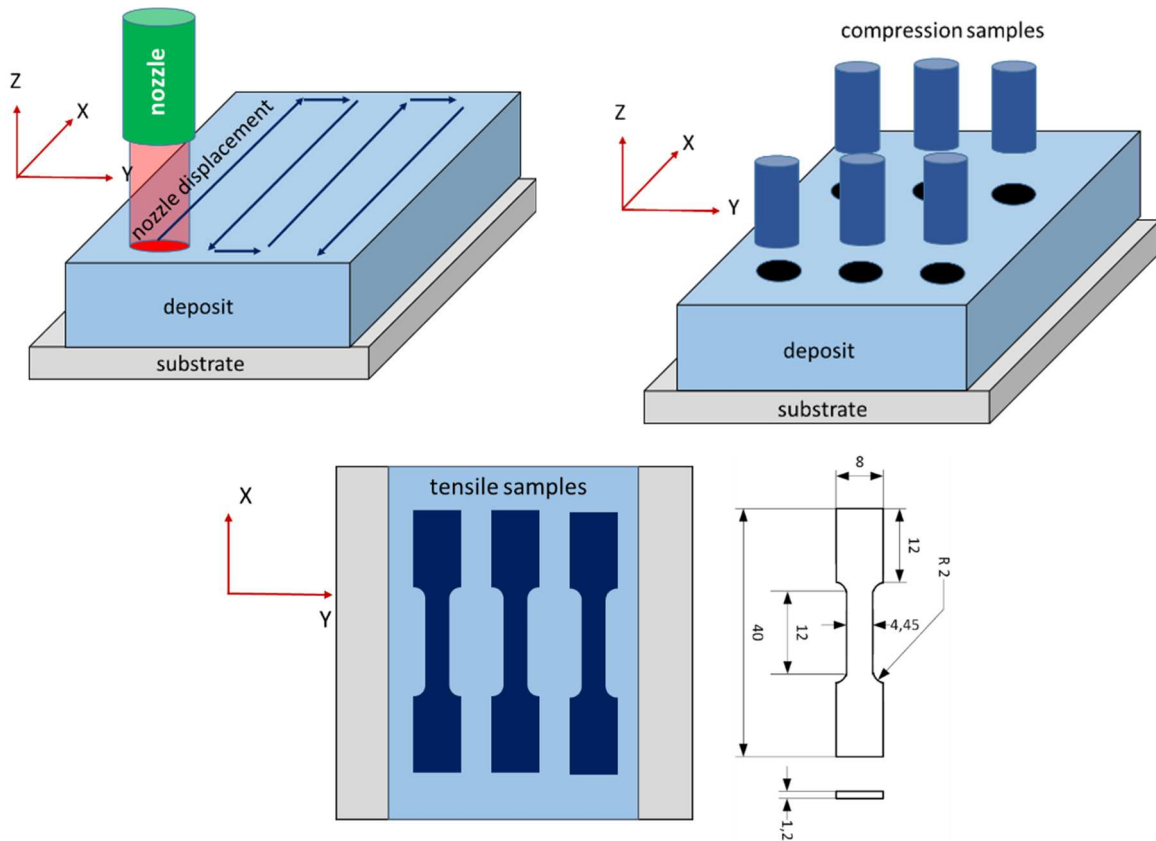 nozzle
Z
X
Y
nozzle displacement
deposit
substrate
compression samples
Z
X
Y
deposit
substrate
X
Y
tensile samples
8
12
R 2
40
12
4,45
1,2